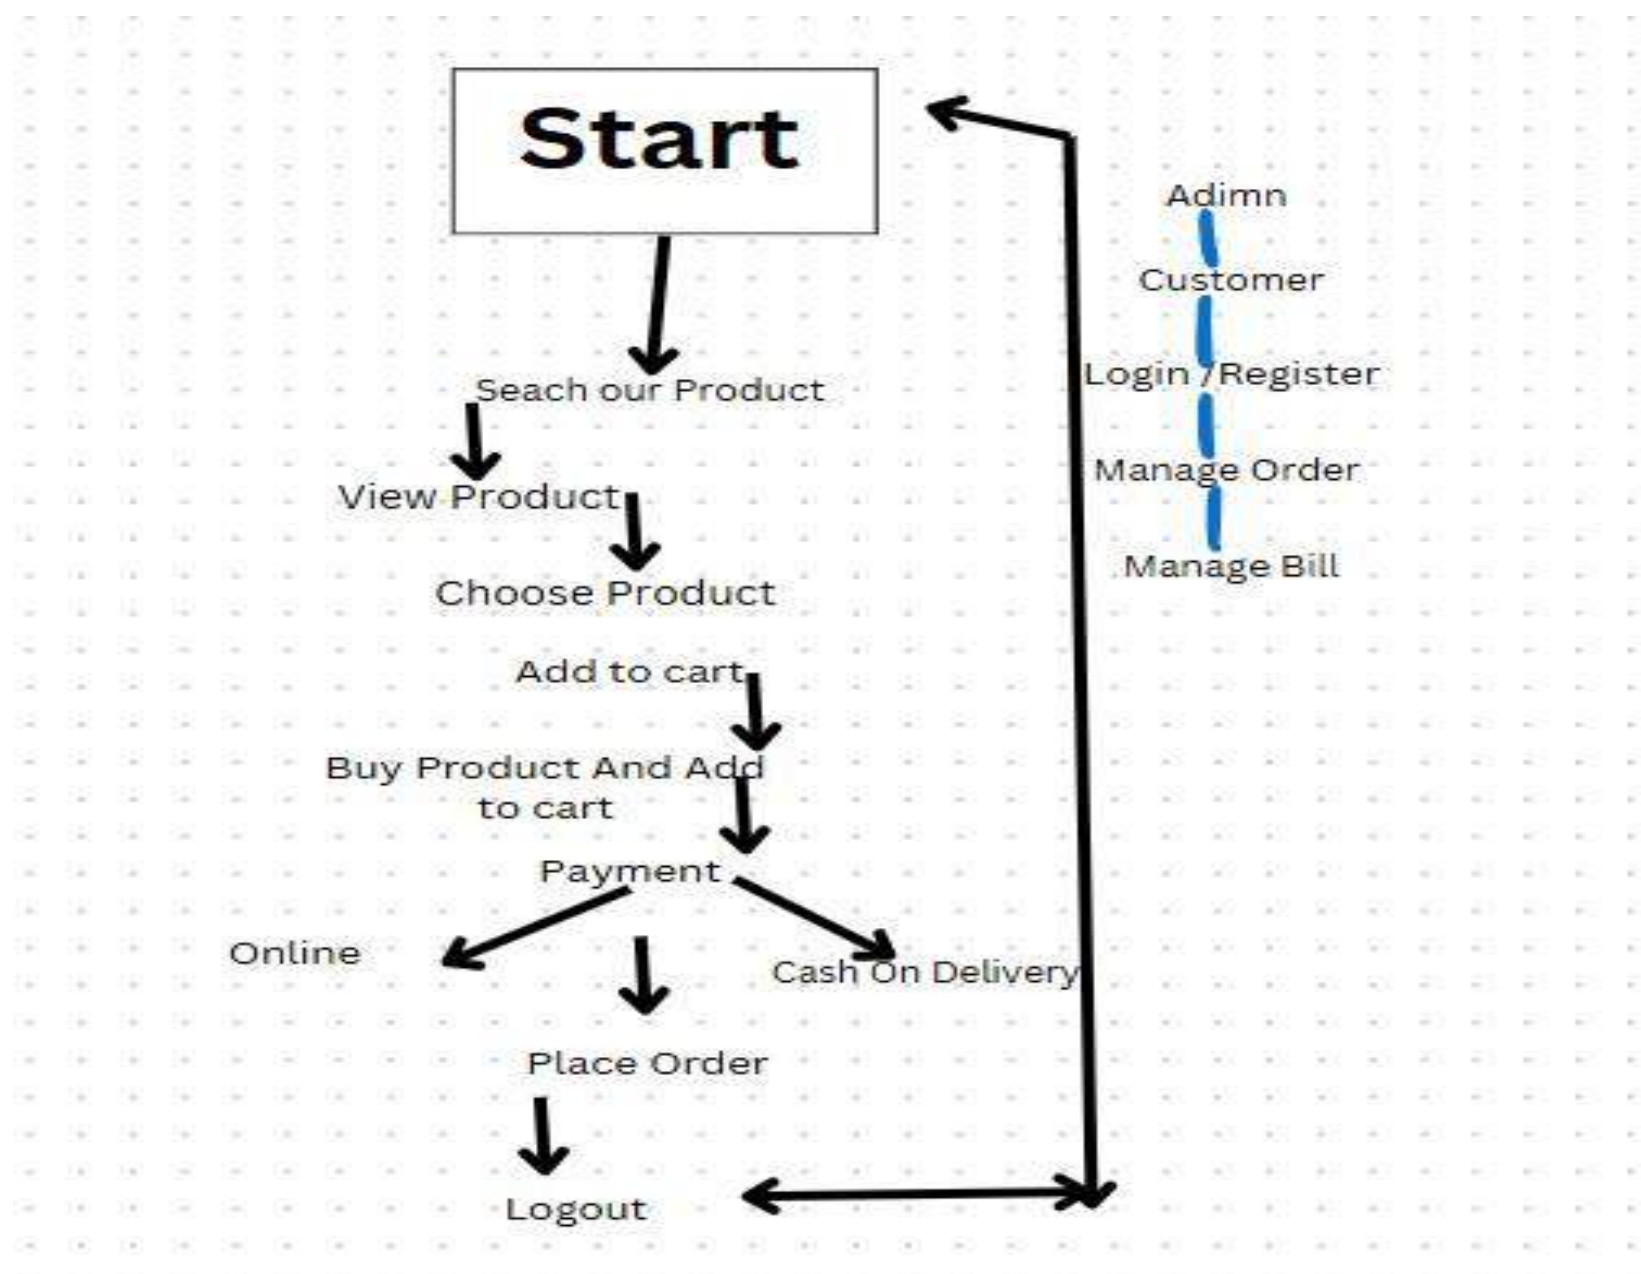 Start
Seach our Product
View Product
Choose Product
Add to cart
Buy Product And Add
to cart
Payment
Online
Cash On Delivery
Place Order
Logout
Adimn
Customer
Login /Register
Manage Order
Manage Bill